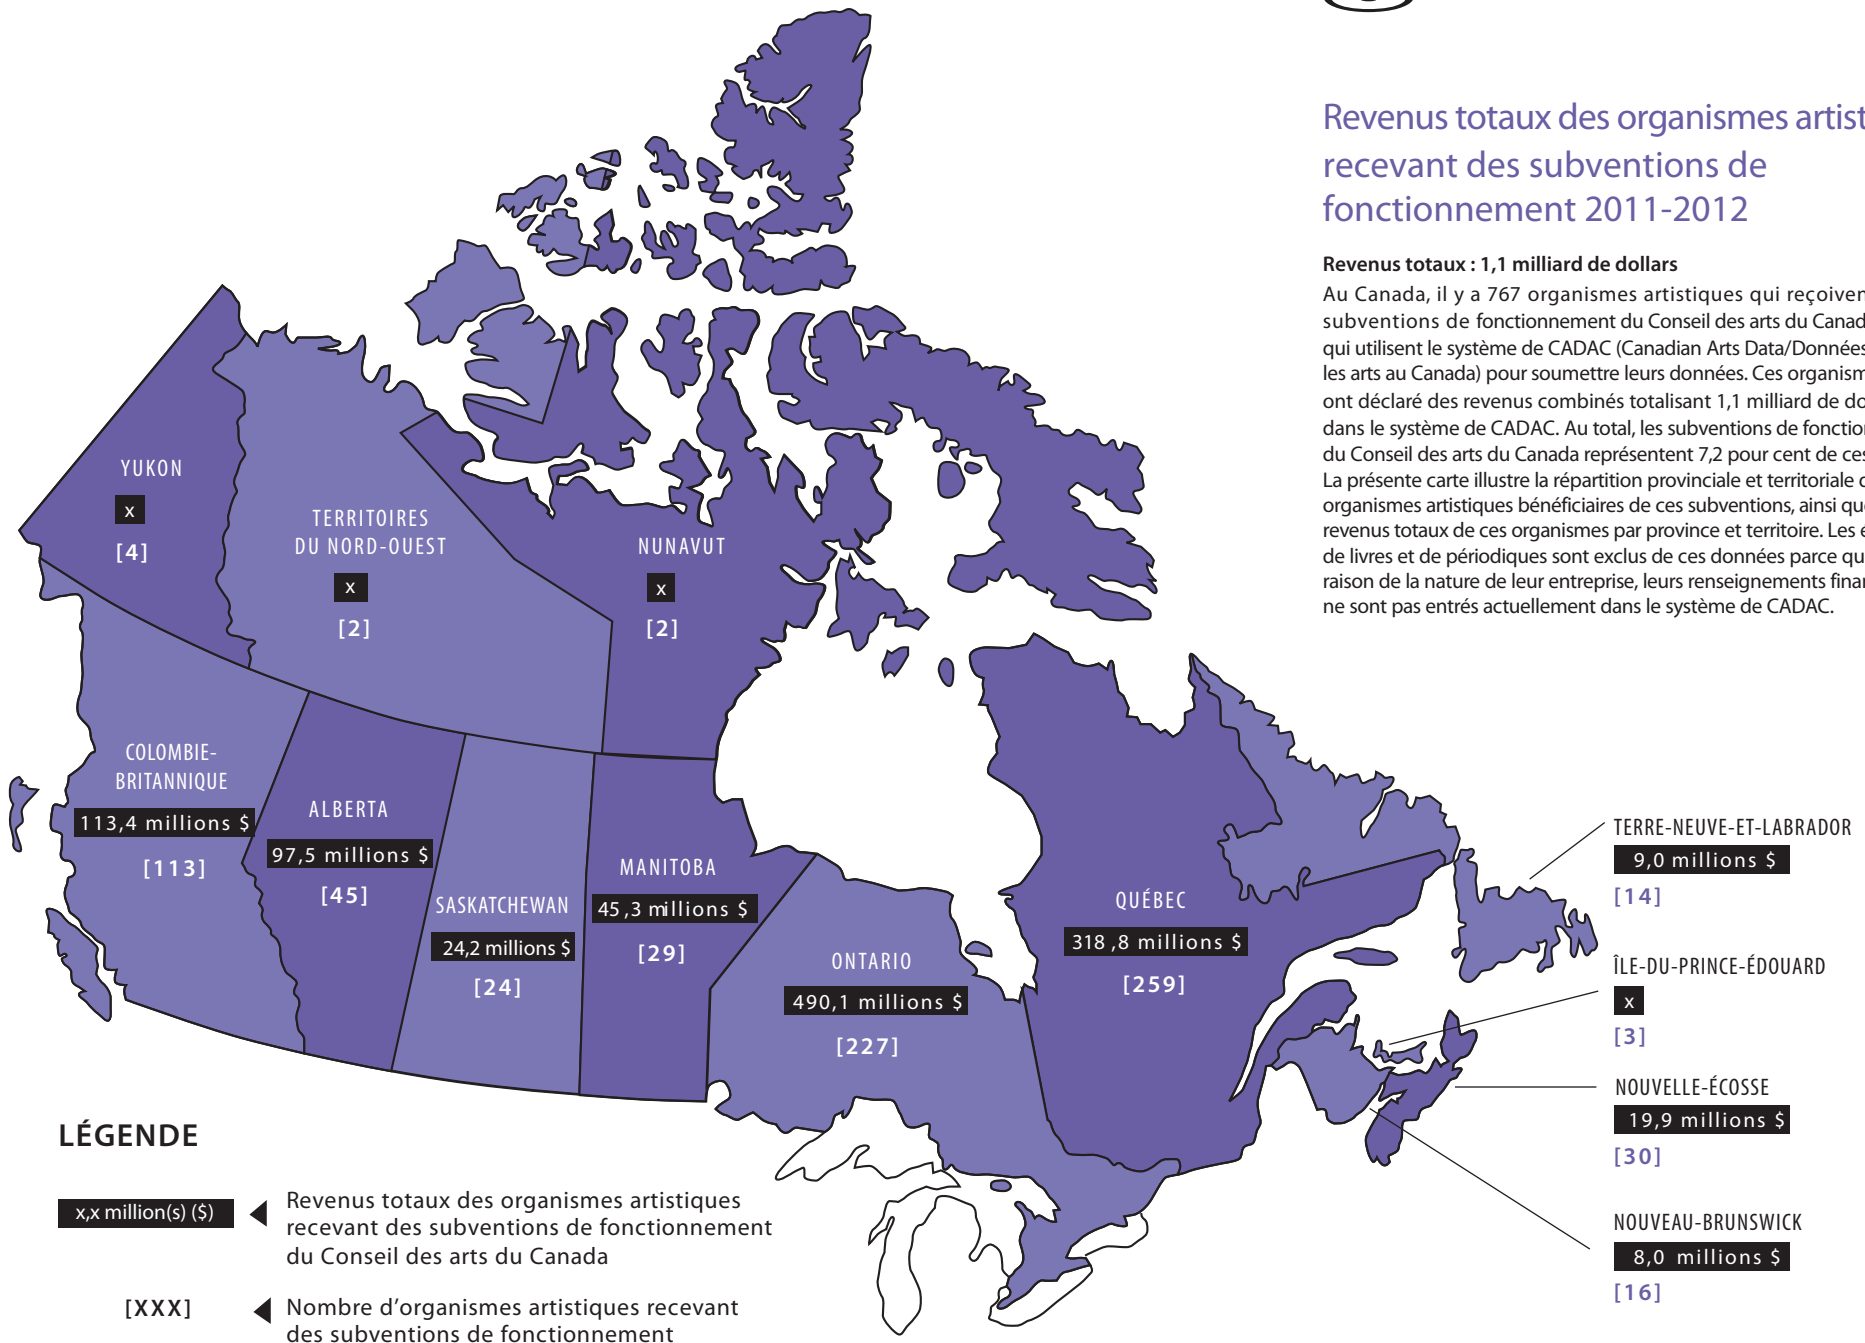 Revenus totaux des organismes
recevant des subventions de
fonctionnement 2011-2012
Revenus totaux : 1,1 milliard de dollars
Au Canada, il y a 767 organismes artistiques qui
subventions de fonctionnement du Conseil des arts du
qui utilisent le système de CADAC (Canadian Arts Data/Données
les arts au Canada) pour soumettre leurs données. Ces
ont déclaré des revenus combinés totalisant 1,1 milliard de
dans le système de CADAC. Au total, les subventions de
du Conseil des arts du Canada représentent 7,2 pour cent de ces
La présente carte illustre la répartition provinciale et territoriale
organismes artistiques bénéficiaires de ces subventions, ainsi
revenus totaux de ces organismes par province et territoire. Les
de livres et de périodiques sont exclus de ces données parce
raison de la nature de leur entreprise, leurs renseignements
ne sont pas entrés actuellement dans le système de CADAC.
YUKON
x
[4]
TERRITOIRES
DU NORD-OUEST
x
[2]
NUNAVUT
x
[2]
COLOMBIE-
BRITANNIQUE
113,4 millions $
[113]
ALBERTA
97,5 millions $
[45]
SASKATCHEWAN
24,2 millions $
[24]
MANITOBA
45,3 millions $
[29]
ONTARIO
490,1 millions $
[227]
QUÉBEC
318 ,8 millions $
[259]
TERRE-NEUVE-ET-LABRADOR
9,0 millions $
[14]
ÎLE-DU-PRINCE-ÉDOUARD
x
[3]
NOUVELLE-ÉCOSSE
19,9 millions $
[30]
NOUVEAU-BRUNSWICK
8,0 millions $
[16]
LÉGENDE
x,x million(s) ($)
Revenus totaux des organismes artistiques
recevant des subventions de fonctionnement
du Conseil des arts du Canada
[XXX]
Nombre d’organismes artistiques recevant
des subventions de fonctionnement